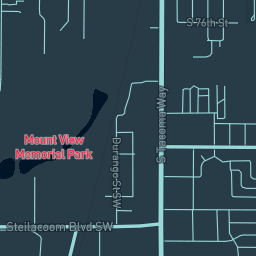 S 76th St
S Tacoma Way
Durango St SW
Mount View
Memorial Park
Steilacoom Blvd SW